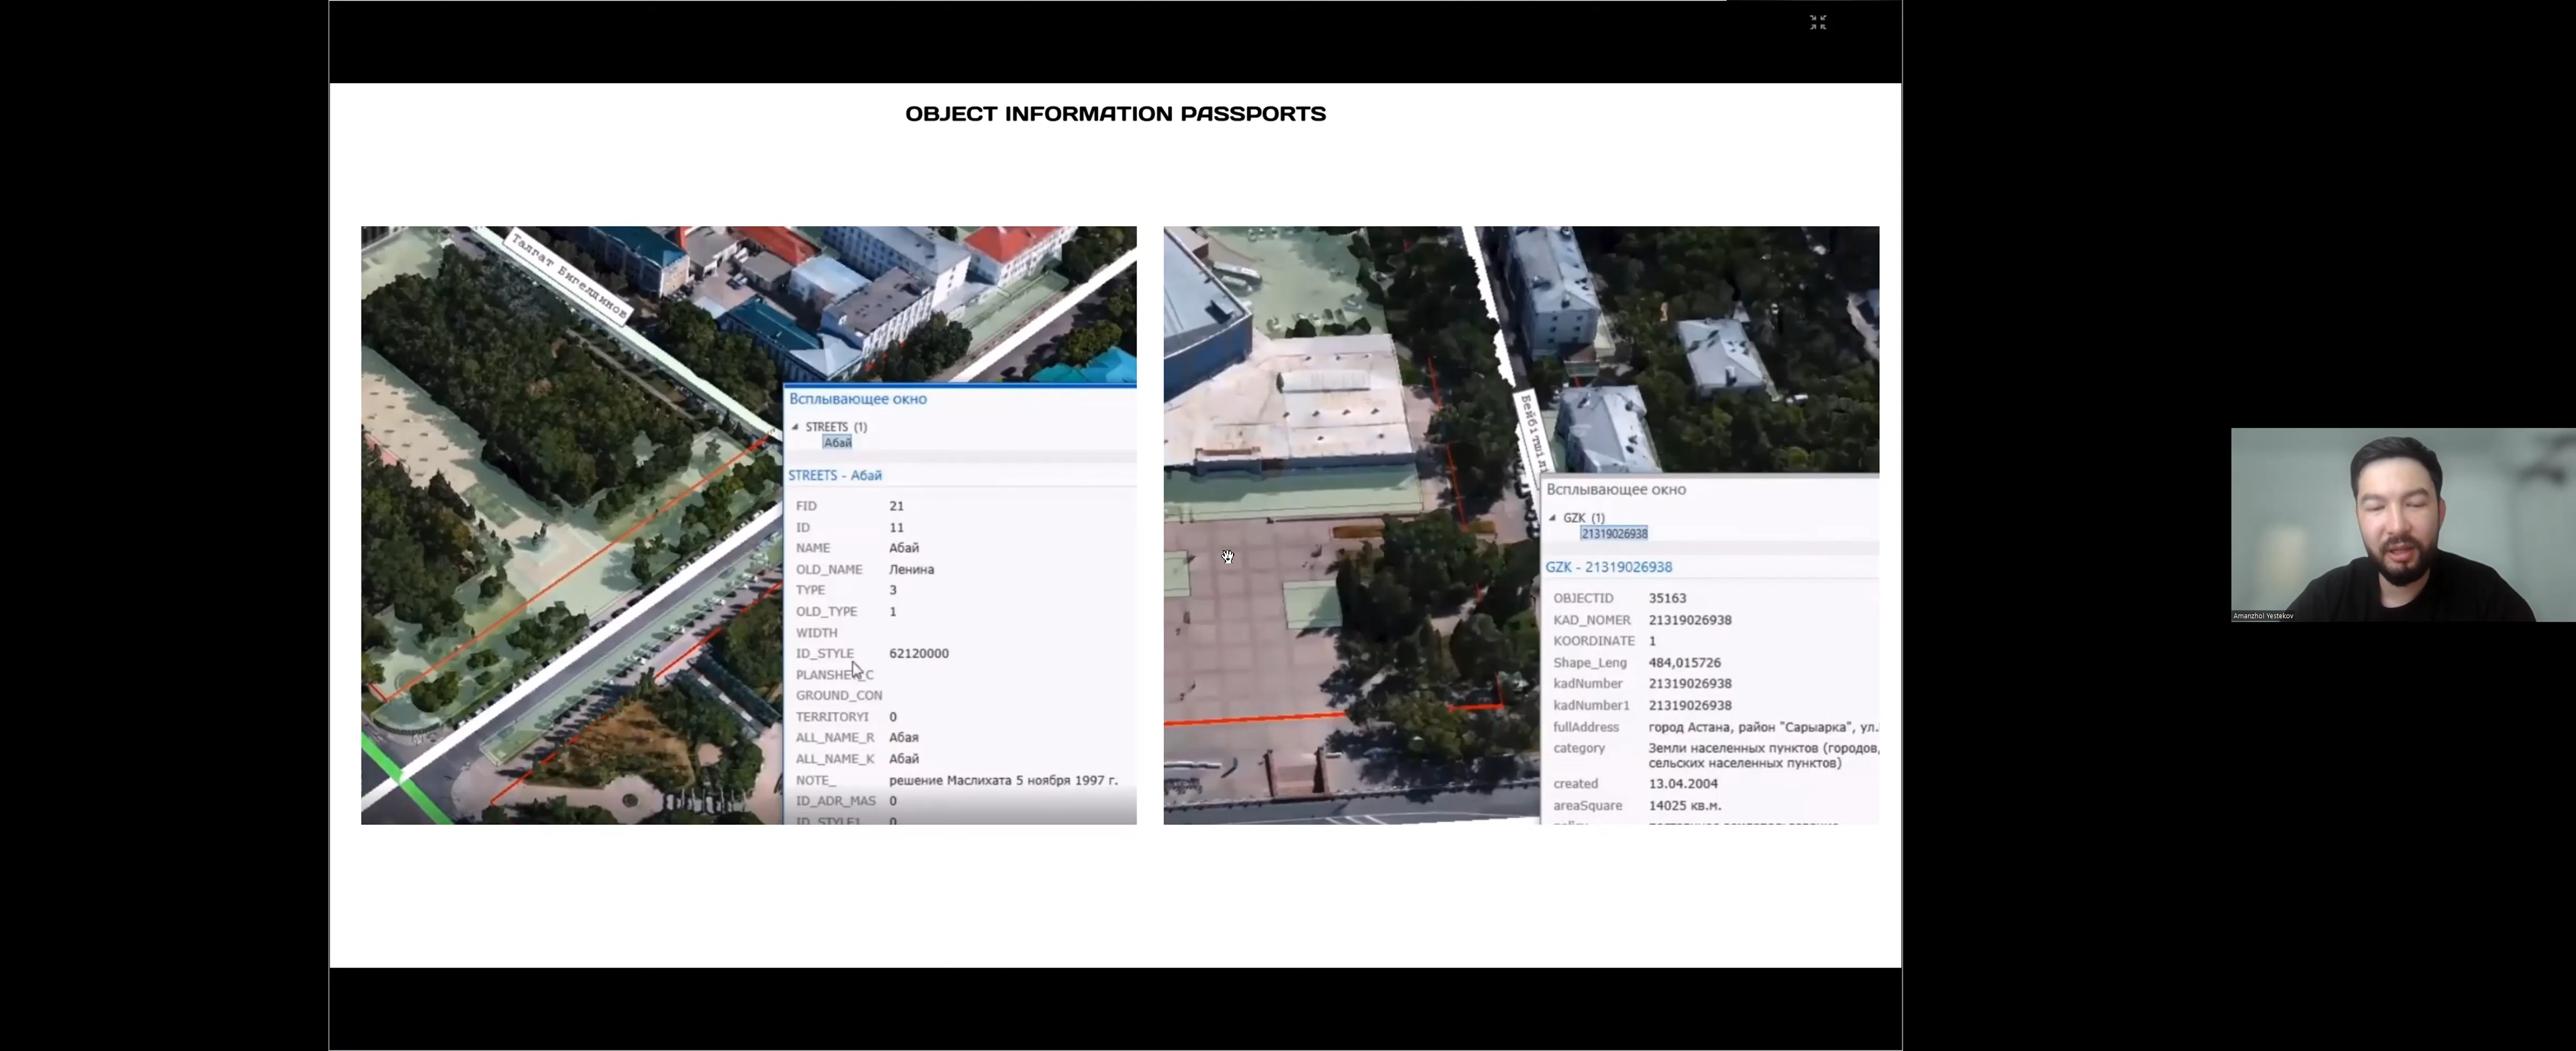 OBJECT INFORMATION PASSPORTS
Талгат Бигелдинов
Всплывающее окно
STREETS (1)
Абай
STREETS - Абай
FID 21
ID 11
NAME Абай
OLD_NAME Ленина
TYPE 3
OLD_TYPE 1
WIDTH
ID_STYLE 62120000
PLANSHE_C
GROUND_CON
TERRITORYI 0
ALL_NAME_R Абая
ALL_NAME_K Абай
NOTE_ решение Маслихата 5 ноября 1997 г.
ID_ADR_MAS 0
ID_STYLE1 0
Бейбітшілі
Всплывающее окно
GZK (1)
21319026938
GZK - 21319026938
OBJECTID 35163
KAD_NOMER 21319026938
KOORDINATE 1
Shape_Leng 484,015726
kadNumber 21319026938
kadNumber1 21319026938
fullAddress город Астана, район "Сарыарка", ул.
category Земли населенных пунктов (городов,
сельских населенных пунктов)
created 13.04.2004
areaSquare 14025 кв.м.
Amanzhol Yestekov